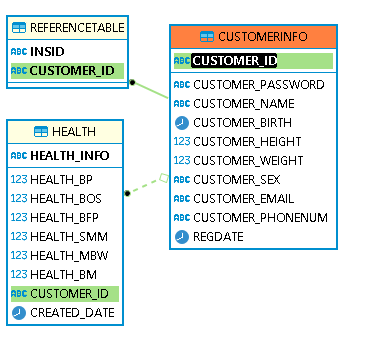 REFERENCETABLE
ABC INSID
ABC CUSTOMER_ID
CUSTOMERINFO
ABC CUSTOMER_ID
ABC CUSTOMER_PASSWORD
ABC CUSTOMER_NAME
CUSTOMER_BIRTH
123 CUSTOMER_HEIGHT
123 CUSTOMER_WEIGHT
ABC CUSTOMER_SEX
ABC CUSTOMER_EMAIL
ABC CUSTOMER_PHONENUM
REGDATE
HEALTH
ABC HEALTH_INFO
123 HEALTH_BP
123 HEALTH_BOS
123 HEALTH_BFP
123 HEALTH_SMM
123 HEALTH_MBW
123 HEALTH_BM
ABC CUSTOMER_ID
CREATED_DATE